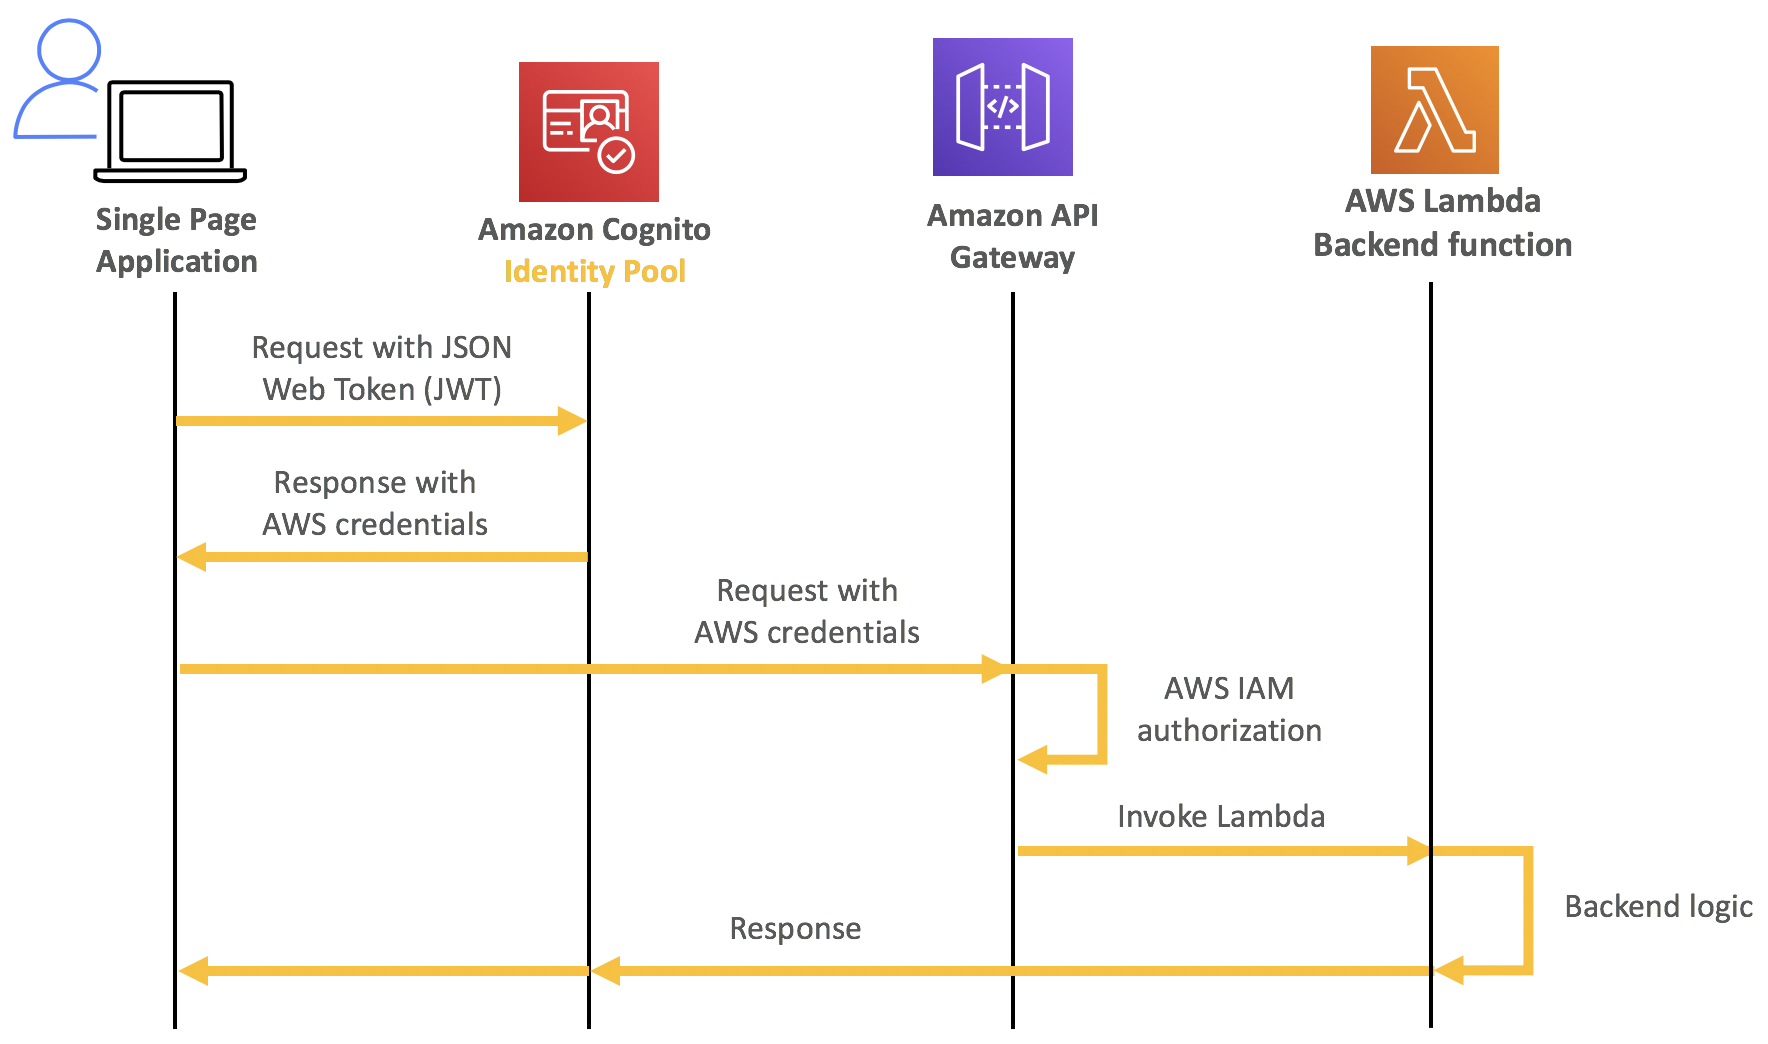 Single Page
Application
Amazon Cognito
Identity Pool
Amazon API
Gateway
AWS Lambda
Backend function
Request with JSON
Web Token (JWT)
Response with
AWS credentials
Request with
AWS credentials
AWS IAM
authorization
Invoke Lambda
Backend logic
Response